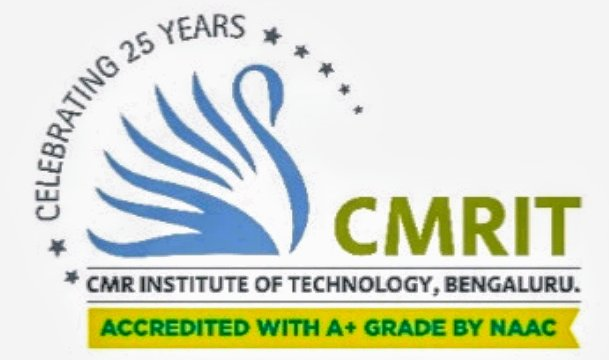 CELEBRATING 25 YEARS
CMRIT
CMR INSTITUTE OF TECHNOLOGY, BENGALURU.
ACCREDITED WITH A+ GRADE BY NAAC